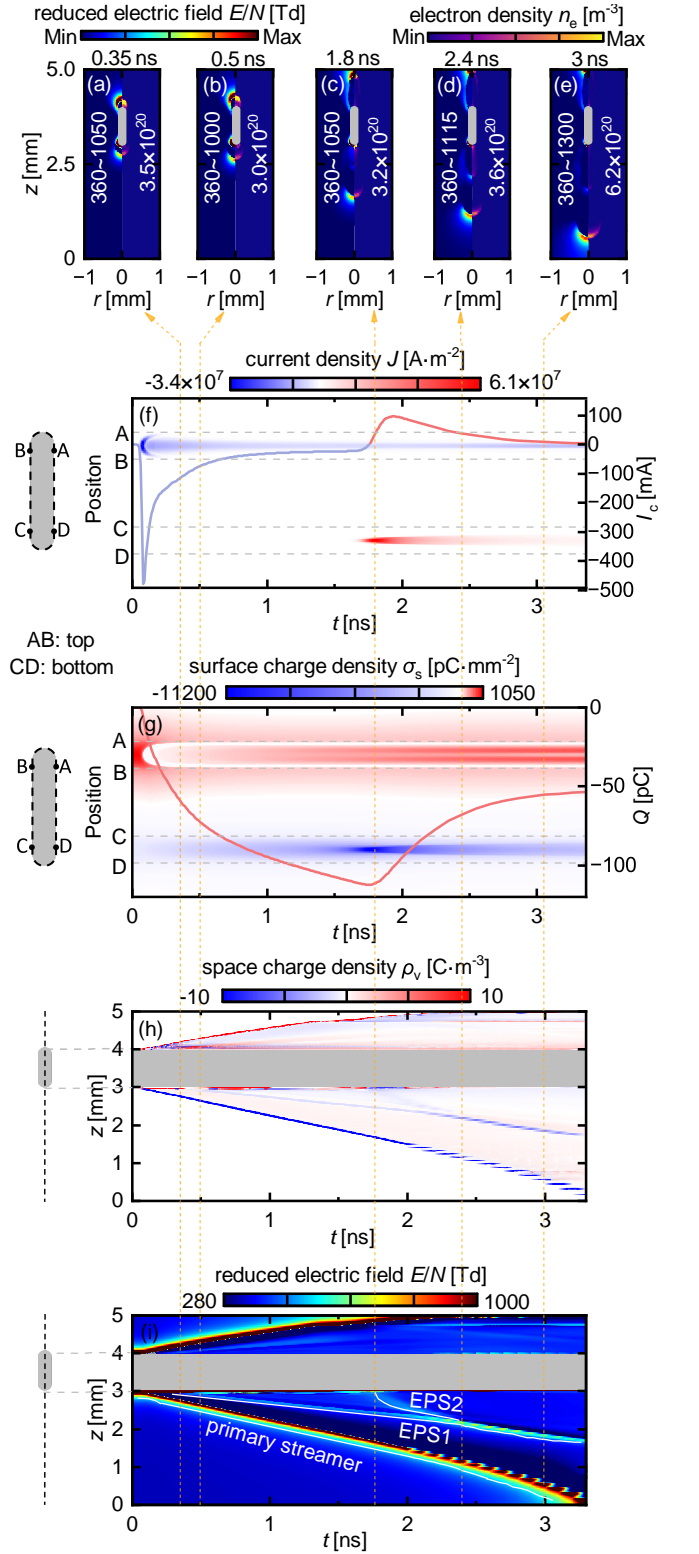 reduced electric field E/N [Td]
Min Max
electron density nₑ [m⁻³]
Min Max
0.35 ns 0.5 ns 1.8 ns 2.4 ns 3 ns
(a) (b) (c) (d) (e)
360~1050 3.5×10²⁰
360~1000 3.0×10²⁰
360~1050 3.2×10²⁰
360~1115 3.6×10²⁰
360~1300 6.2×10²⁰
z [mm]
5.0
2.5
0
−1 0 1 −1 0 1 −1 0 1 −1 0 1 −1 0 1
r [mm] r [mm] r [mm] r [mm] r [mm]
current density J [A·m⁻²]
-3.4×10⁷ 6.1×10⁷
(f)
B A
C D
Positon
A
B
C
D
100
0
−100
−200
−300
−400
−500
I_c [mA]
0 1 2 3
t [ns]
AB: top
CD: bottom
surface charge density σₛ [pC·mm⁻²]
-11200 1050
(g)
B A
C D
Position
A
B
C
D
0
−50
−100
Q [pC]
0 1 2 3
t [ns]
space charge density ρᵥ [C·m⁻³]
-10 10
(h)
z [mm]
5
4
3
2
1
0
0 1 2 3
t [ns]
reduced electric field E/N [Td]
280 1000
(i)
z [mm]
5
4
3
2
1
0
EPS2
EPS1
primary streamer
0 1 2 3
t [ns]